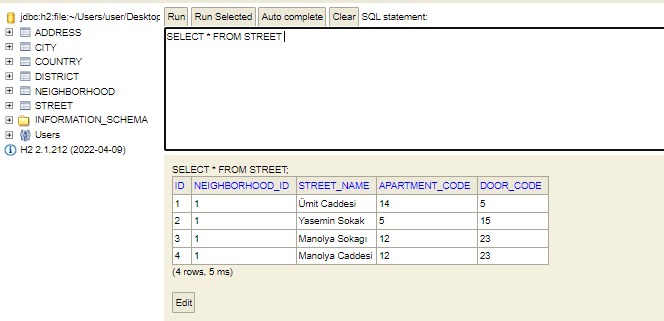 jdbc:h2:file:~/Users/user/Desktop
ADDRESS
CITY
COUNTRY
DISTRICT
NEIGHBORHOOD
STREET
INFORMATION_SCHEMA
Users
H2 2.1.212 (2022-04-09)
Run Run Selected Auto complete Clear SQL statement:
SELECT * FROM STREET
SELECT * FROM STREET;
ID NEIGHBORHOOD_ID STREET_NAME APARTMENT_CODE DOOR_CODE
1 1 Ümit Caddesi 14 5
2 1 Yasemin Sokak 5 15
3 1 Manolya Sokagı 12 23
4 1 Manolya Caddesi 12 23
(4 rows, 5 ms)
Edit